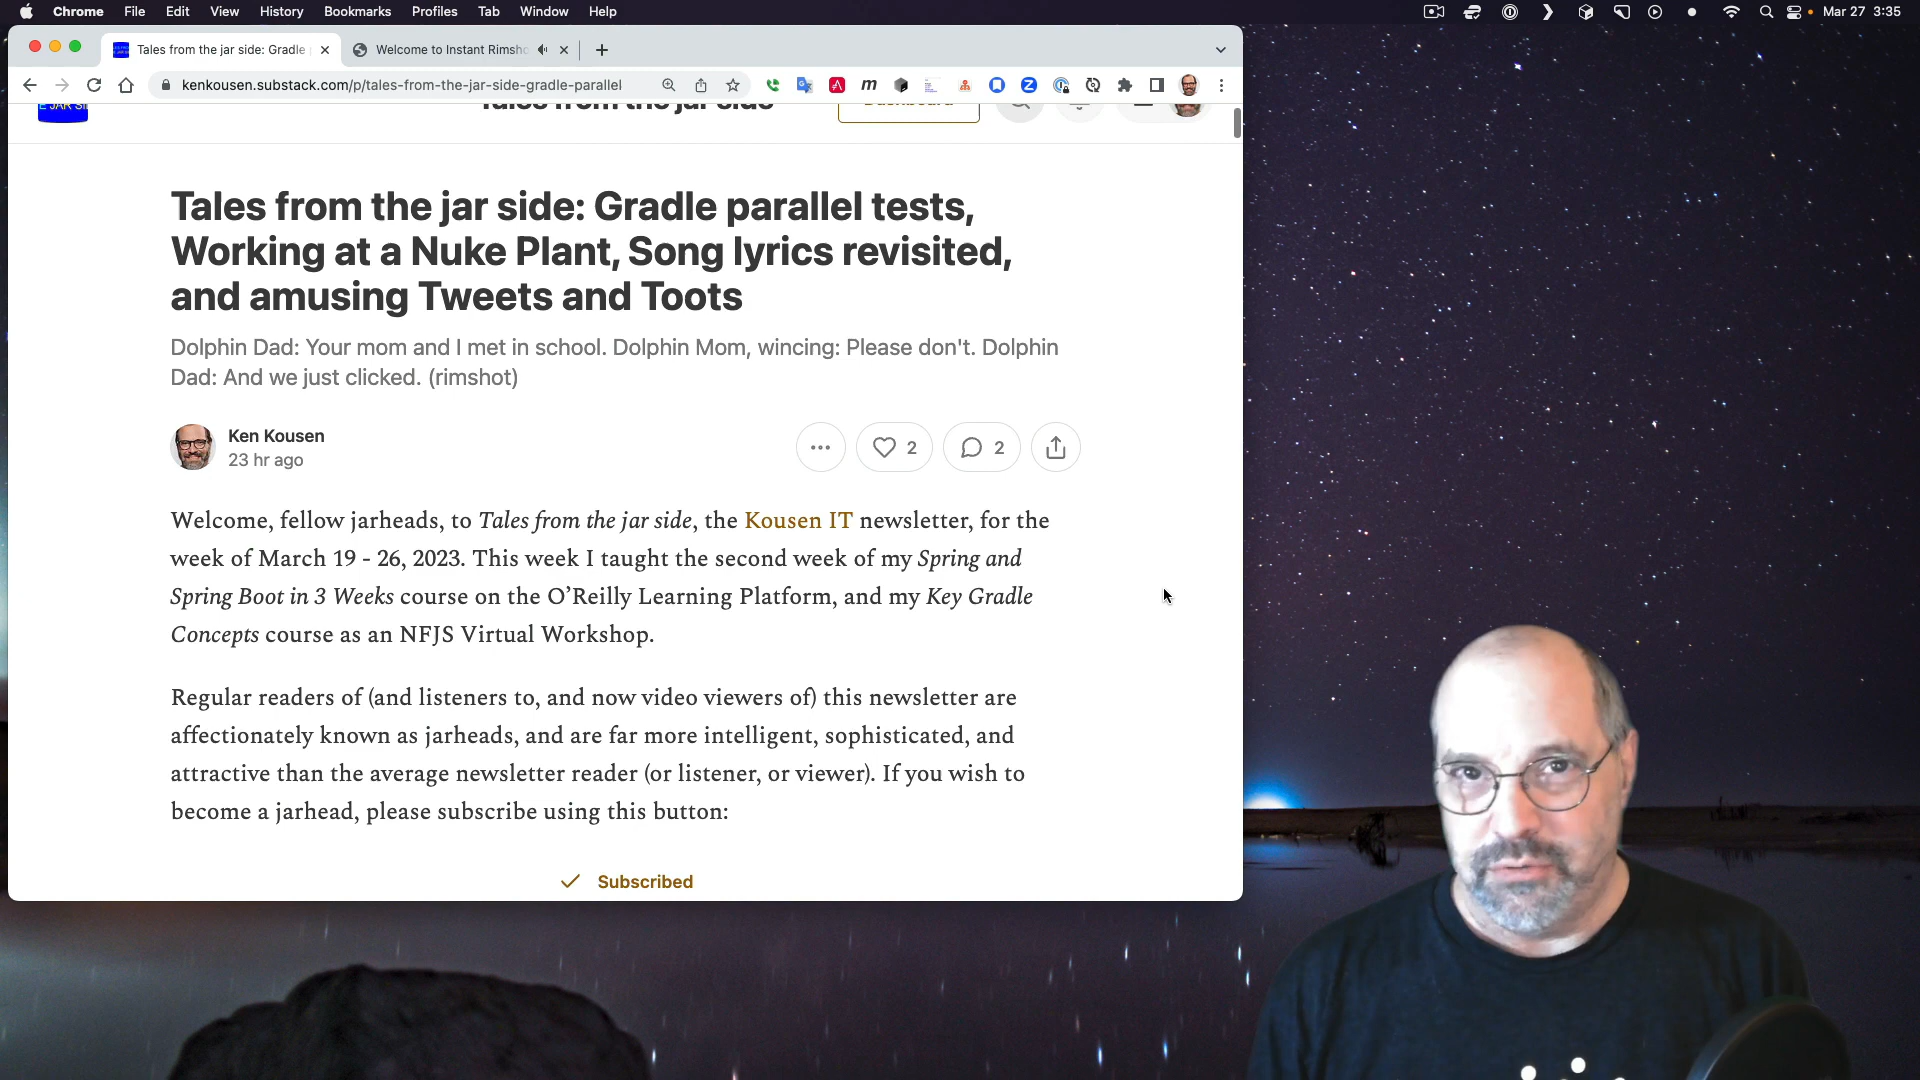 Chrome File Edit View History Bookmarks Profiles Tab Window Help Mar 27 3:35
Tales from the jar side: Gradle Welcome to Instant Rimsho
kenkousen.substack.com/p/tales-from-the-jar-side-gradle-parallel
Tales from the jar side Dashboard
Tales from the jar side: Gradle parallel tests,
Working at a Nuke Plant, Song lyrics revisited,
and amusing Tweets and Toots
Dolphin Dad: Your mom and I met in school. Dolphin Mom, wincing: Please don't. Dolphin
Dad: And we just clicked. (rimshot)
Ken Kousen
23 hr ago
2 2
Welcome, fellow jarheads, to Tales from the jar side, the Kousen IT newsletter, for the
week of March 19 - 26, 2023. This week I taught the second week of my Spring and
Spring Boot in 3 Weeks course on the O’Reilly Learning Platform, and my Key Gradle
Concepts course as an NFJS Virtual Workshop.
Regular readers of (and listeners to, and now video viewers of) this newsletter are
affectionately known as jarheads, and are far more intelligent, sophisticated, and
attractive than the average newsletter reader (or listener, or viewer). If you wish to
become a jarhead, please subscribe using this button:
Subscribed